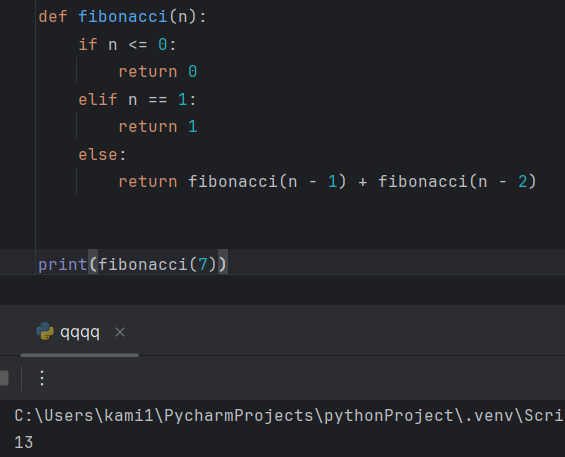 def fibonacci(n):
    if n <= 0:
        return 0
    elif n == 1:
        return 1
    else:
        return fibonacci(n - 1) + fibonacci(n - 2)
print(fibonacci(7))
qqqq
C:\Users\kami1\PycharmProjects\pythonProject\.venv\Scri
13